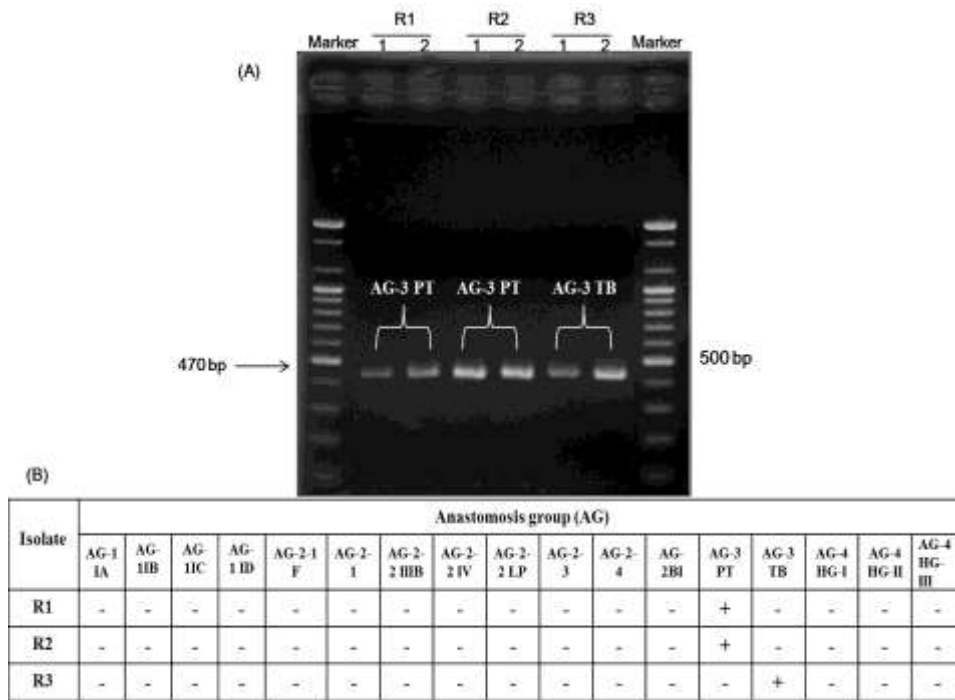 R1 R2 R3
Marker 1 2 1 2 1 2 Marker
(A)
AG-3 PT AG-3 PT AG-3 TB
470 bp 500 bp
(B)
Isolate Anastomosis group (AG)
AG-1 IA AG-1IB AG-1IC AG-1 ID AG-2-1 F AG-2-1 AG-2-2 IIIB AG-2-2 IV AG-2-2 LP AG-2-3 AG-2-4 AG-2BI AG-3 PT AG-3 TB AG-4 HG-I AG-4 HG-II AG-4 HG-III
R1 - - - - - - - - - - - - + - - - -
R2 - - - - - - - - - - - - + - - - -
R3 - - - - - - - - - - - - - + - - -